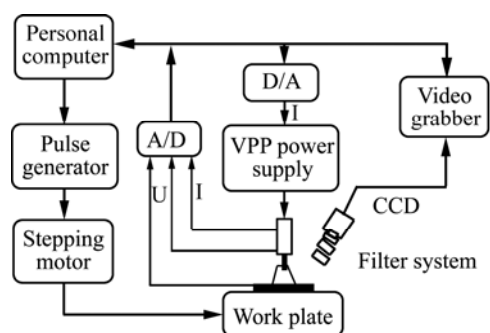 Personal
computer
D/A
Video
grabber
I
A/D
Pulse
generator
VPP power
supply
U
I
CCD
Stepping
motor
Filter system
Work plate